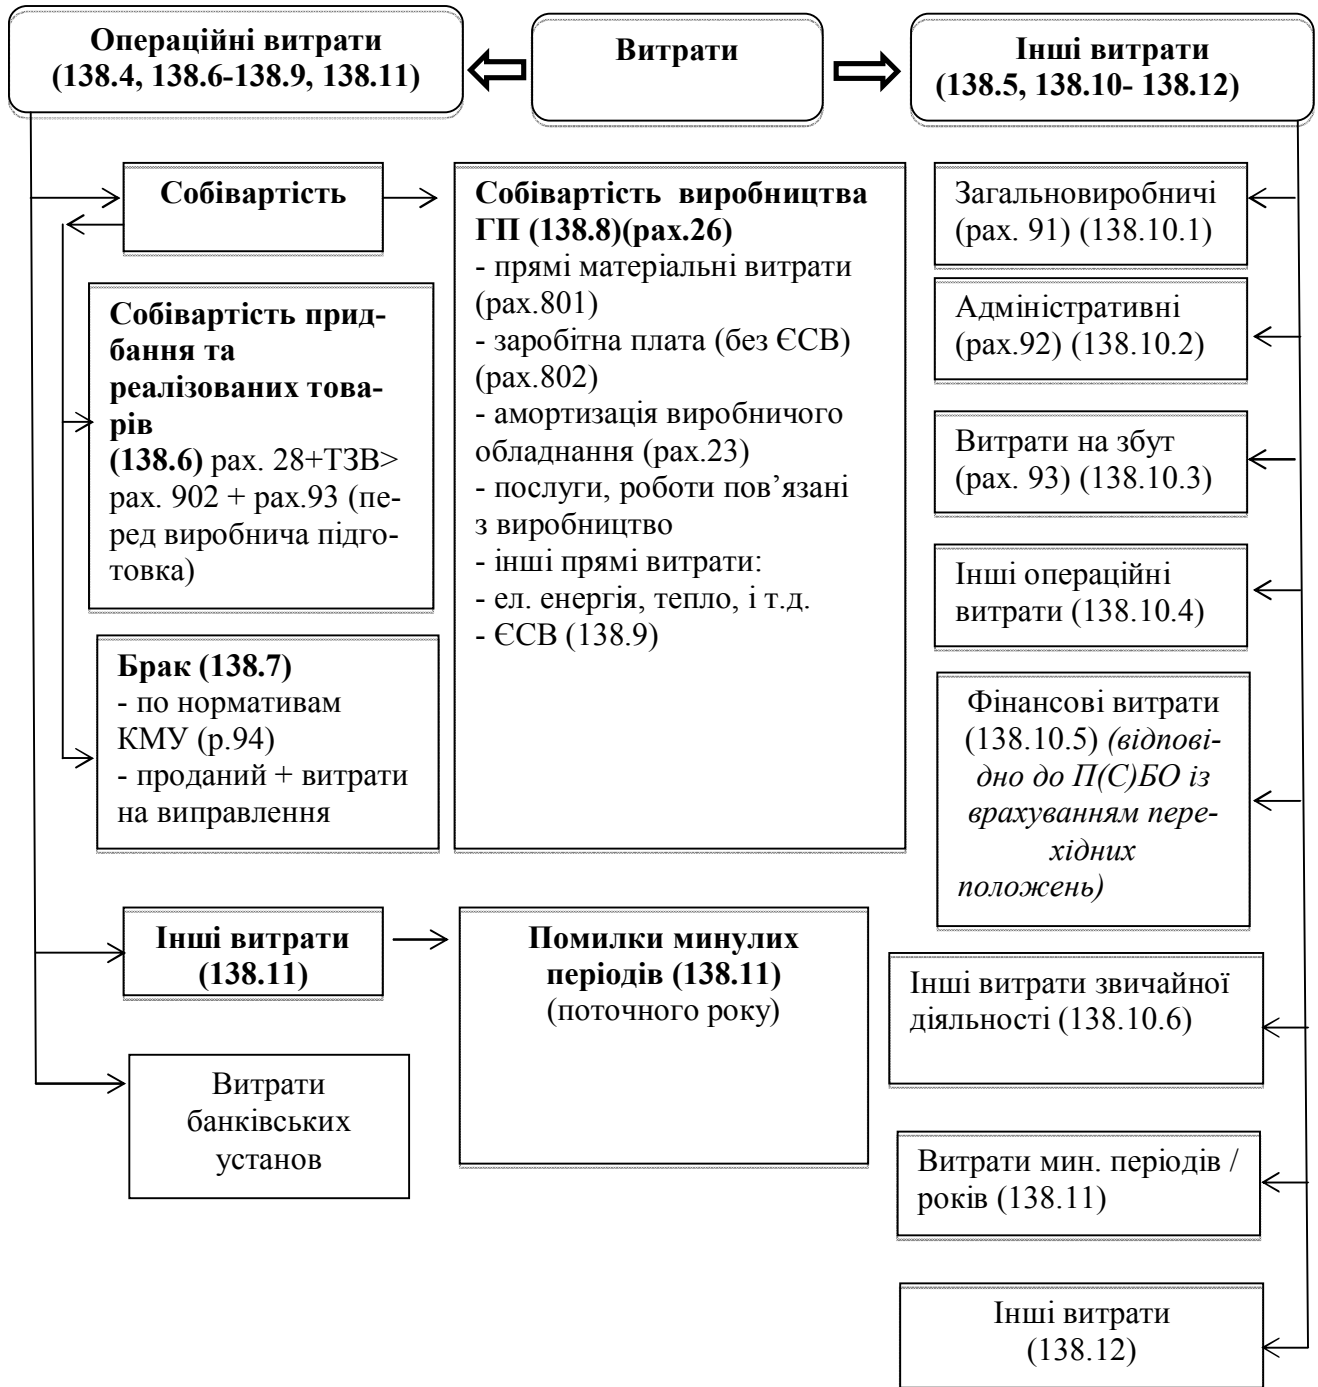 Операційні витрати
(138.4, 138.6-138.9, 138.11)
Витрати
Інші витрати
(138.5, 138.10- 138.12)
Собівартість
Собівартість придбання та
бання та
реалізованих това-
рів
(138.6) рах. 28+ТЗВ>
рах. 902 + рах.93 (пе-
ред виробнича підго-
товка)
Брак (138.7)
- по нормативам
КМУ (р.94)
- проданий + витрати
на виправлення
Собівартість виробництва
ГП (138.8)(рах.26)
- прямі матеріальні витрати
(рах.801)
- заробітна плата (без ЄСВ)
(рах.802)
- амортизація виробничого
обладнання (рах.23)
- послуги, роботи пов’язані
з виробництво
- інші прямі витрати:
- ел. енергія, тепло, і т.д.
- ЄСВ (138.9)
Інші витрати
(138.11)
Помилки минулих
періодів (138.11)
(поточного року)
Витрати
банківських
установ
Загальновиробничі
(рах. 91) (138.10.1)
Адміністративні
(рах.92) (138.10.2)
Витрати на збут
(рах. 93) (138.10.3)
Інші операційні
витрати (138.10.4)
Фінансові витрати
(138.10.5) (відпові-
дно до П(С)БО із
врахуванням пере-
хідних
положень)
Інші витрати звичайної
діяльності (138.10.6)
Витрати мин. періодів /
років (138.11)
Інші витрати
(138.12)